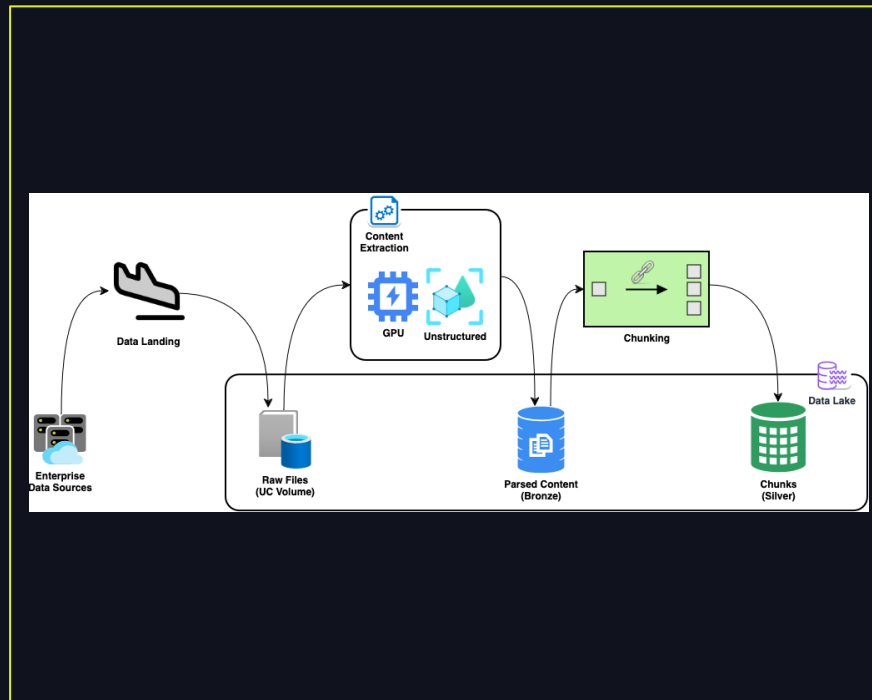 Content
Extraction
GPU
Unstructured
Data Landing
Chunking
Data Lake
Enterprise
Data Sources
Raw Files
(UC Volume)
Parsed Content
(Bronze)
Chunks
(Silver)